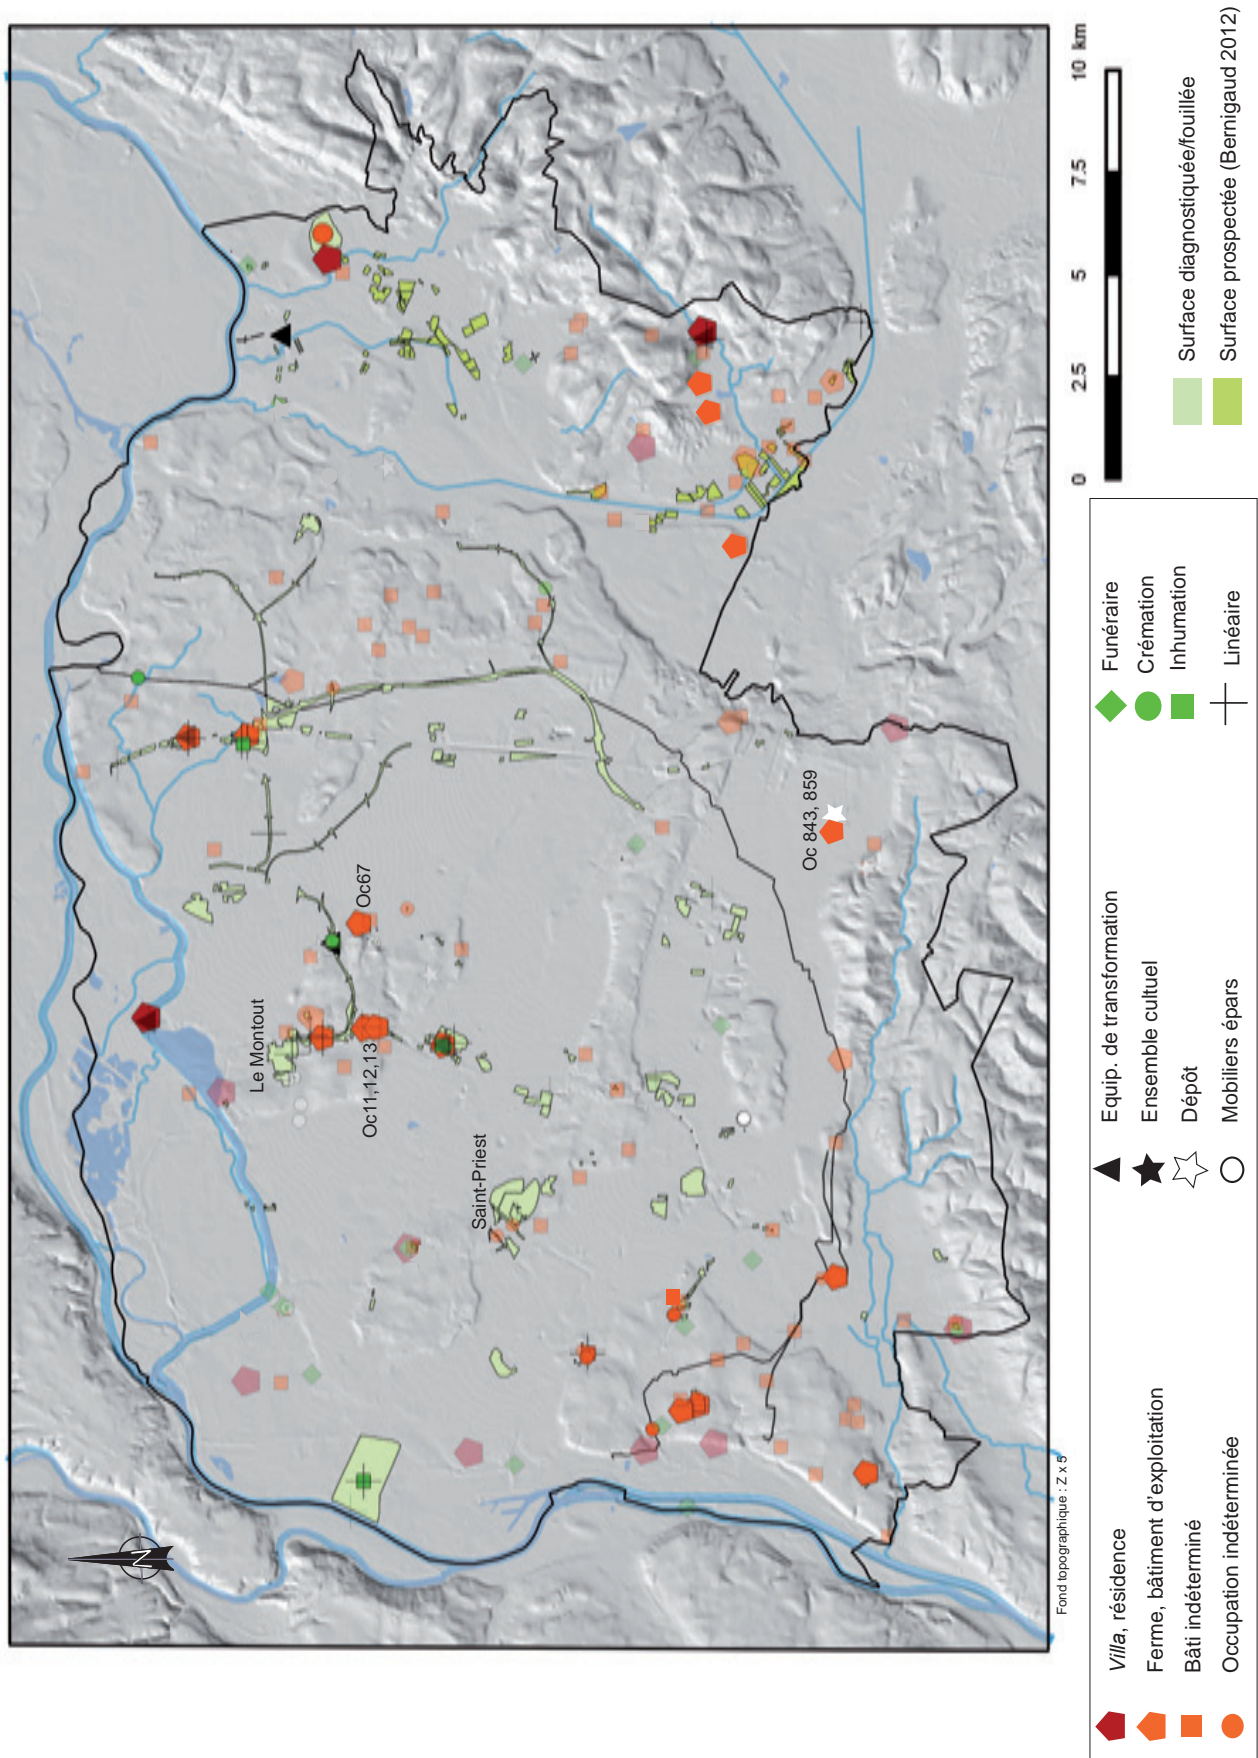 N
Le Montout
Oc67
Oc11,12,13
Saint-Priest
Oc 843, 859
Fond topographique : Z x 5
0 2.5 5 7.5 10 km
Villa, résidence
Ferme, bâtiment d'exploitation
Bâti indéterminé
Occupation indéterminée
Equip. de transformation
Ensemble cultuel
Dépôt
Mobiliers épars
Funéraire
Crémation
Inhumation
Linéaire
Surface diagnostiquée/fouillée
Surface prospectée (Bernigaud 2012)